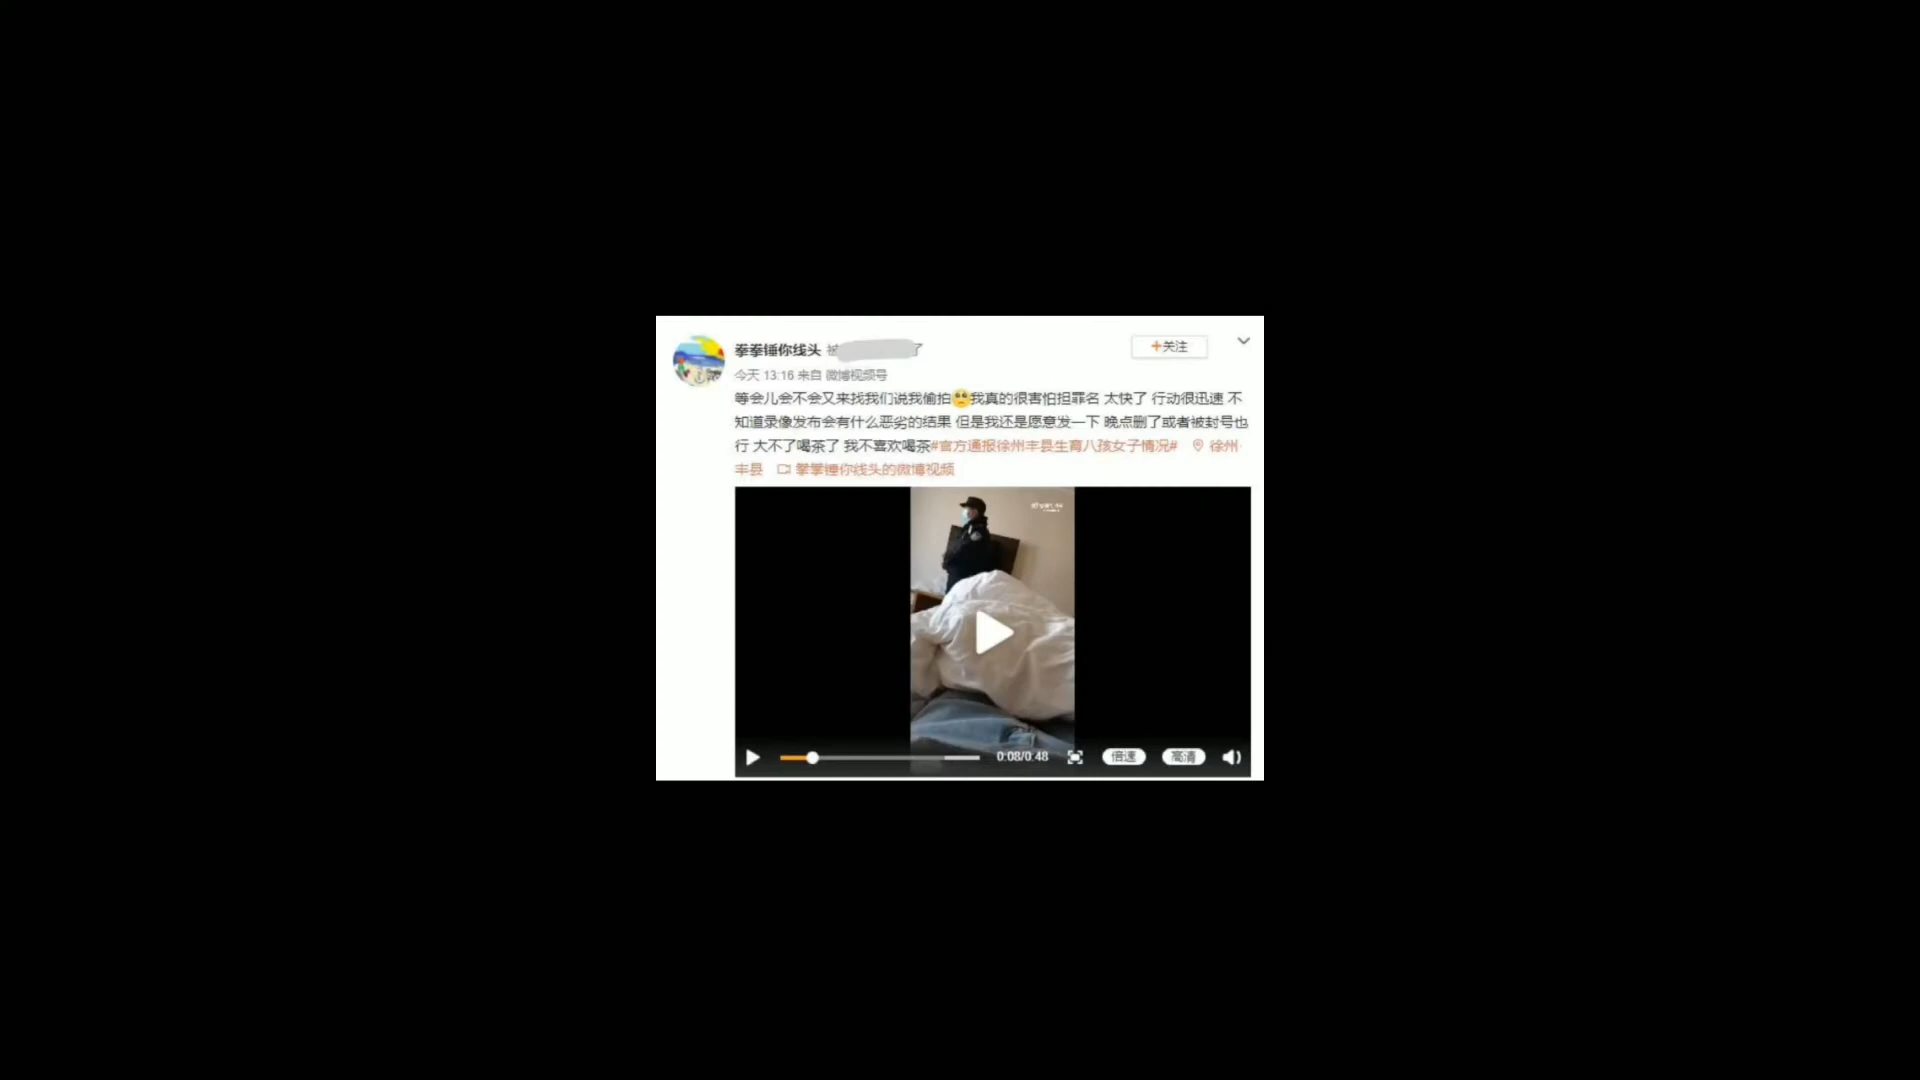 拳拳锤你线头 被 了
+关注
今天 13:16 来自 微博视频号
等会儿会不会又来找我们说我偷拍🥺我真的很害怕担罪名 太快了 行动很迅速 不
知道录像发布会有什么恶劣的结果 但是我还是愿意发一下 晚点删了或者被封号也
行 大不了喝茶了 我不喜欢喝茶#官方通报徐州丰县生育八孩女子情况# 徐州·
丰县 拳拳锤你线头的微博视频
0:08/0:48
倍速
高清